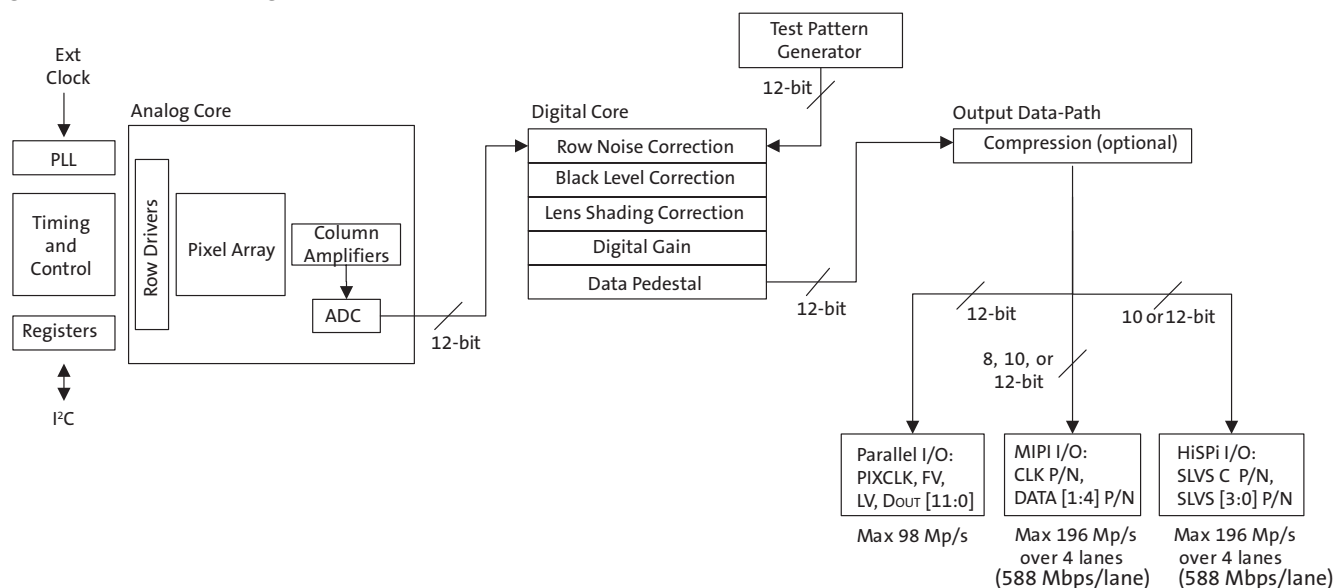 Test Pattern
Generator
12-bit
Ext
Clock
PLL
Timing
and
Control
Registers
I²C
Analog Core
Row Drivers
Pixel Array
Column
Amplifiers
ADC
12-bit
Digital Core
Row Noise Correction
Black Level Correction
Lens Shading Correction
Digital Gain
Data Pedestal
12-bit
Output Data-Path
Compression (optional)
12-bit
8, 10, or
12-bit
10 or 12-bit
Parallel I/O:
PIXCLK, FV,
LV, DOUT [11:0]
Max 98 Mp/s
MIPI I/O:
CLK P/N,
DATA [1:4] P/N
Max 196 Mp/s
over 4 lanes
(588 Mbps/lane)
HiSPi I/O:
SLVS C P/N,
SLVS [3:0] P/N
Max 196 Mp/s
over 4 lanes
(588 Mbps/lane)